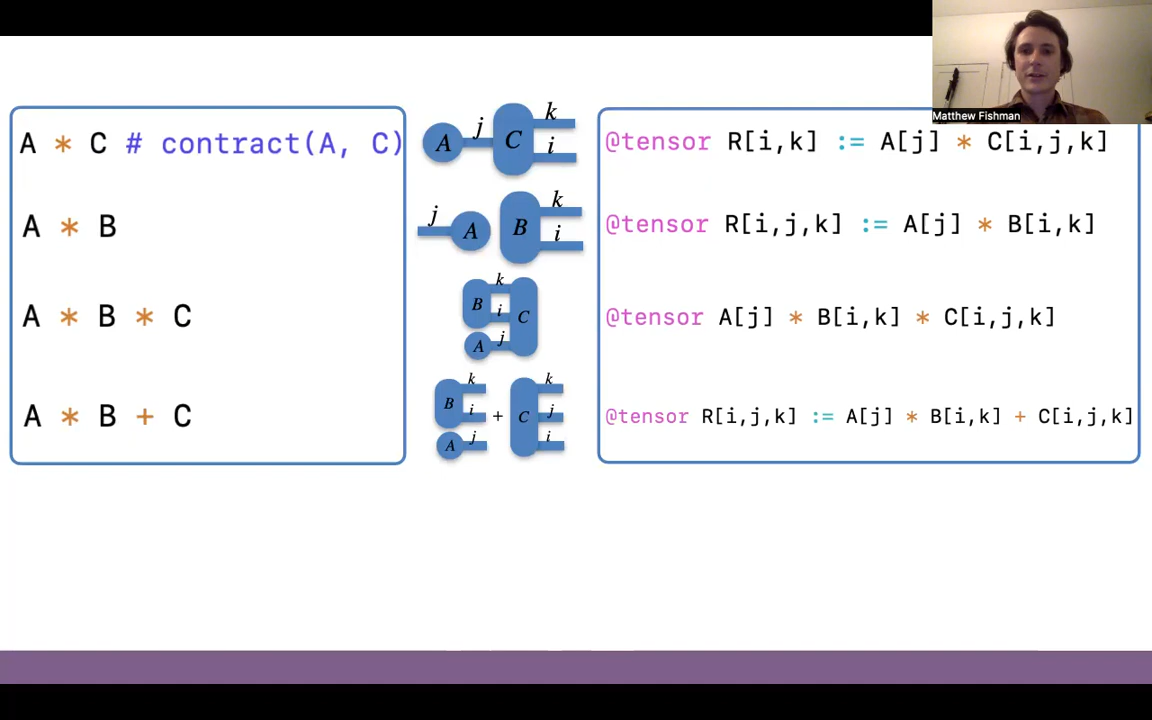 Matthew Fishman
A * C # contract(A, C)
A j C k i
@tensor R[i,k] := A[j] * C[i,j,k]
A * B
j A B k i
@tensor R[i,j,k] := A[j] * B[i,k]
A * B * C
B k i C A j
@tensor A[j] * B[i,k] * C[i,j,k]
A * B + C
B k i A j + C k j i
@tensor R[i,j,k] := A[j] * B[i,k] + C[i,j,k]